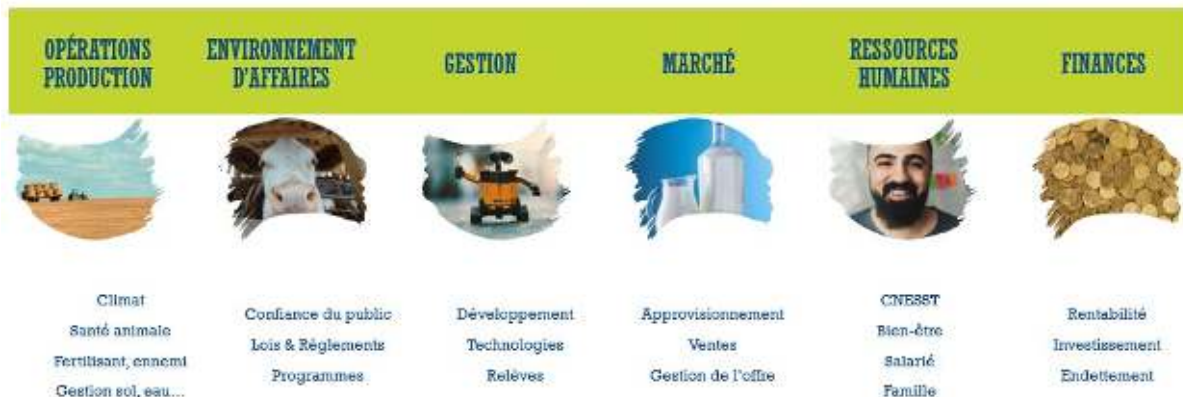 OPÉRATIONS
PRODUCTION
ENVIRONNEMENT
D'AFFAIRES
GESTION
MARCHÉ
RESSOURCES
HUMAINES
FINANCES
Climat
Santé animale
Fertilisant, ennemi
Gestion sol, eau...
Confiance du public
Lois & Règlements
Programmes
Développement
Technologies
Relèves
Approvisionnement
Ventes
Gestion de l'offre
CNESST
Bien-être
Salarié
Famille
Rentabilité
Investissement
Endettement